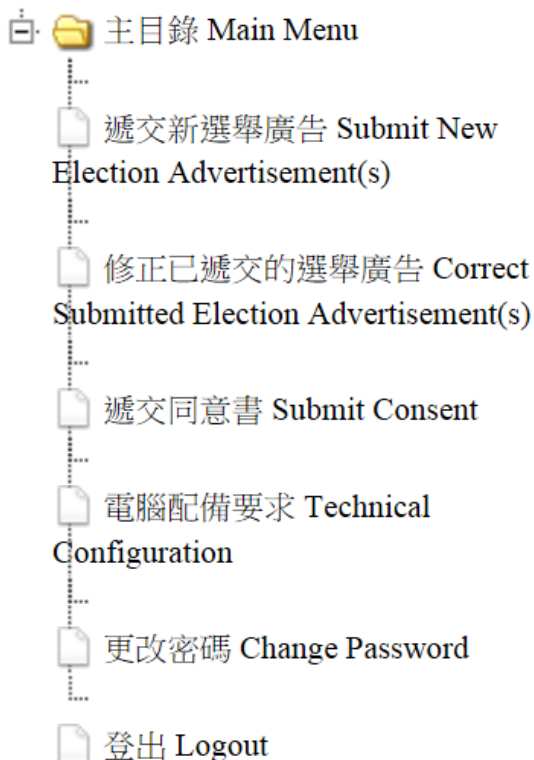 主目錄 Main Menu
遞交新選舉廣告 Submit New
Election Advertisement(s)
修正已遞交的選舉廣告 Correct
Submitted Election Advertisement(s)
遞交同意書 Submit Consent
電腦配備要求 Technical
Configuration
更改密碼 Change Password
登出 Logout